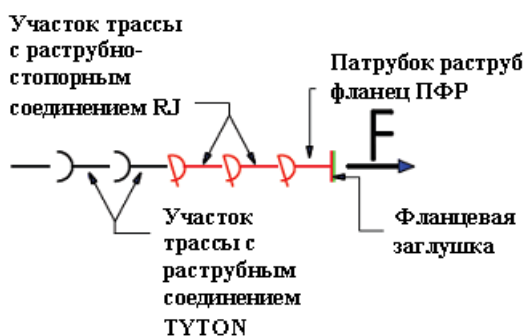 Участок трассы
с раструбно-
стопорным
соединением RJ
Патрубок раструб
фланец ПФР
F
Участок
трассы с
раструбным
соединением
TYTON
Фланцевая
заглушка